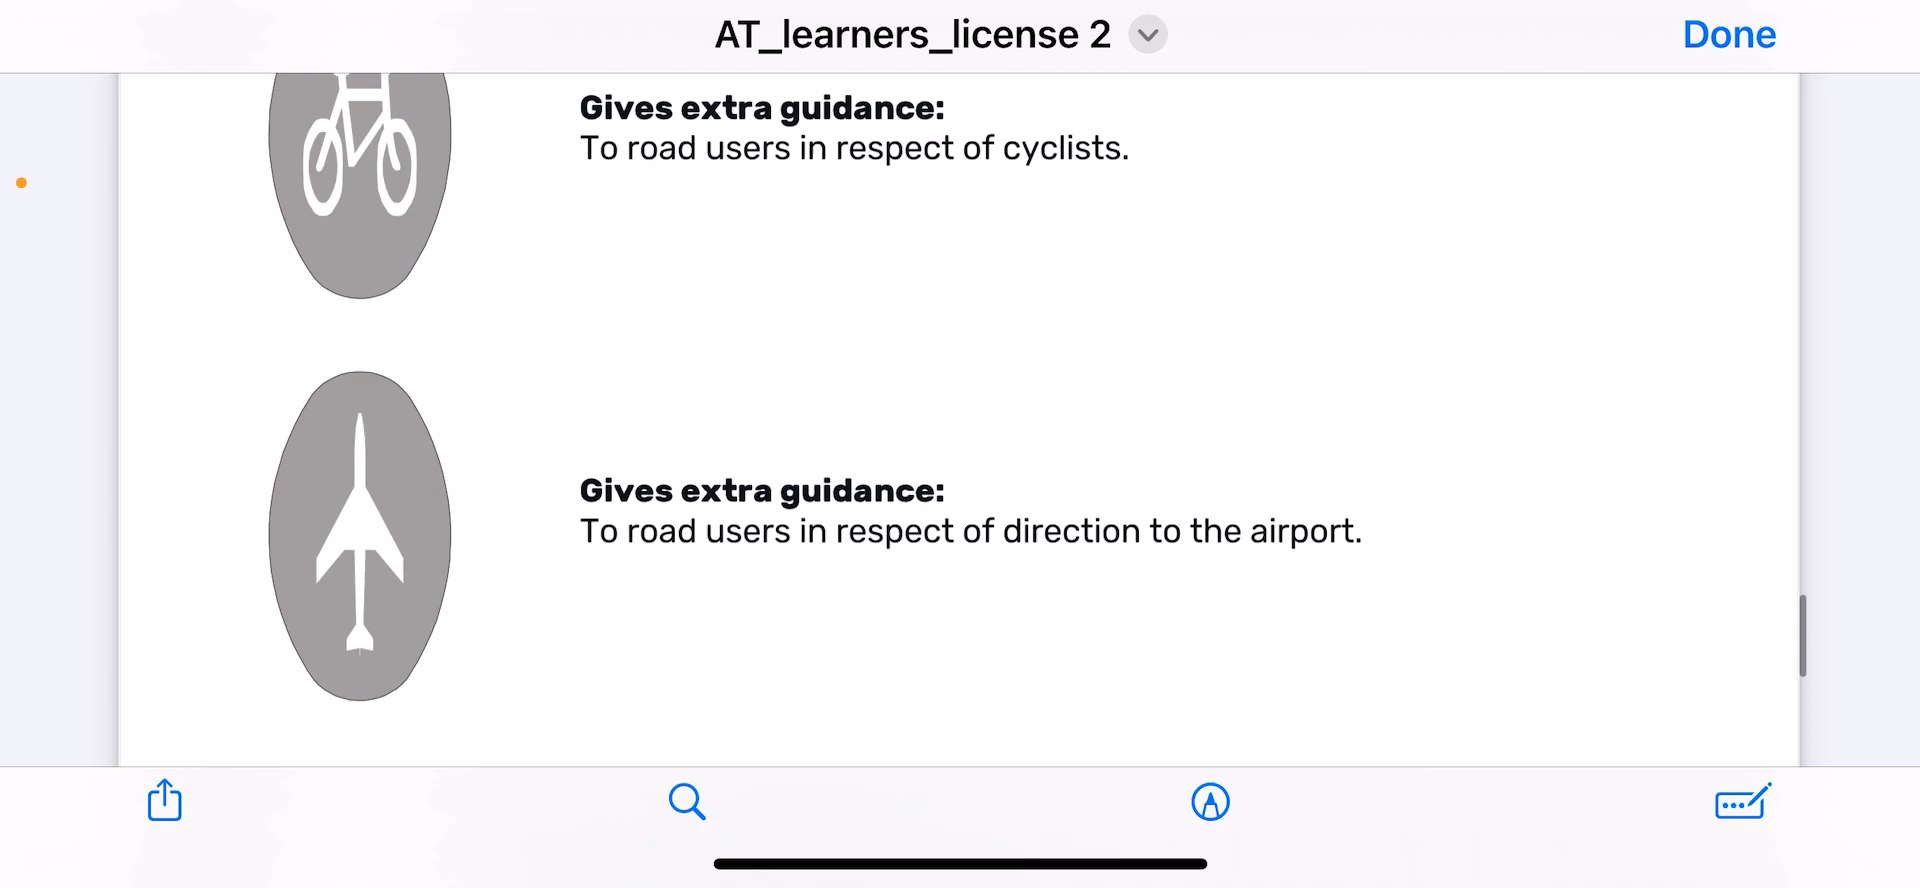 AT_learners_license 2
Done
Gives extra guidance:
To road users in respect of cyclists.
Gives extra guidance:
To road users in respect of direction to the airport.